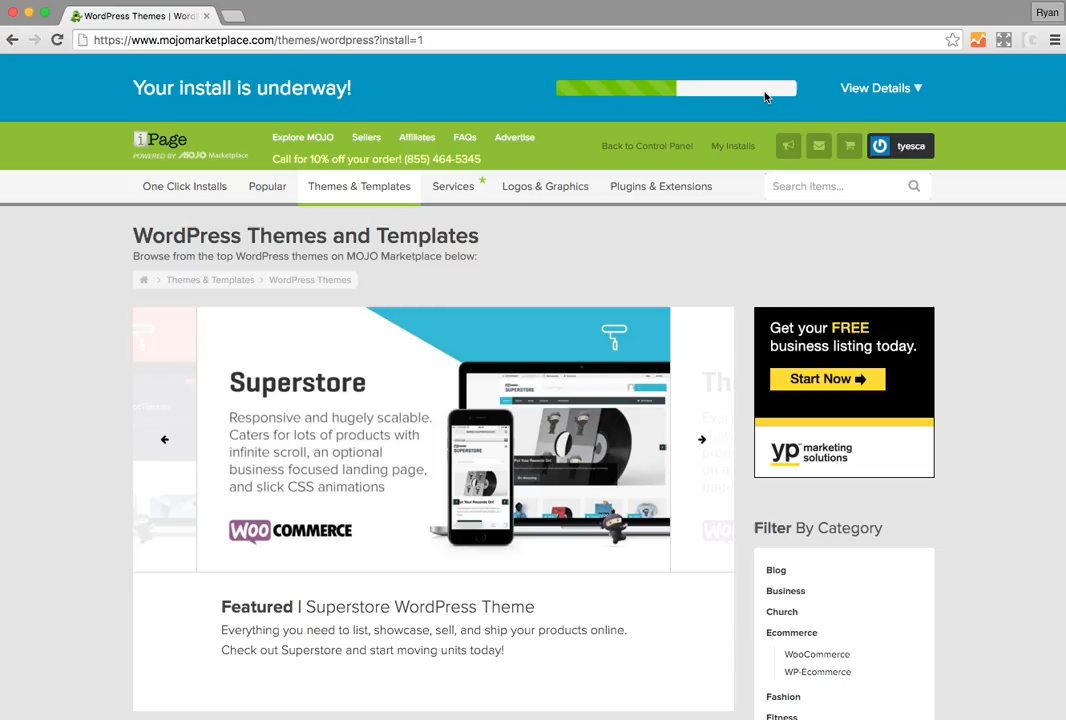 WordPress Themes | Word
Ryan
https://www.mojomarketplace.com/themes/wordpress?install=1
Your install is underway!
View Details ▼
iPage
POWERED BY MOJO Marketplace
Explore MOJO
Sellers
Affiliates
FAQs
Advertise
Call for 10% off your order! (855) 464-5345
Back to Control Panel
My Installs
tyesca
One Click Installs
Popular
Themes & Templates
Services
Logos & Graphics
Plugins & Extensions
Search Items...
WordPress Themes and Templates
Browse from the top WordPress themes on MOJO Marketplace below:
Themes & Templates
WordPress Themes
Superstore
Responsive and hugely scalable.
Caters for lots of products with
infinite scroll, an optional
business focused landing page,
and slick CSS animations
WOOCOMMERCE
Featured | Superstore WordPress Theme
Everything you need to list, showcase, sell, and ship your products online.
Check out Superstore and start moving units today!
Get your FREE
business listing today.
Start Now
yp marketing
solutions
Filter By Category
Blog
Business
Church
Ecommerce
WooCommerce
WP-Ecommerce
Fashion
Fitness